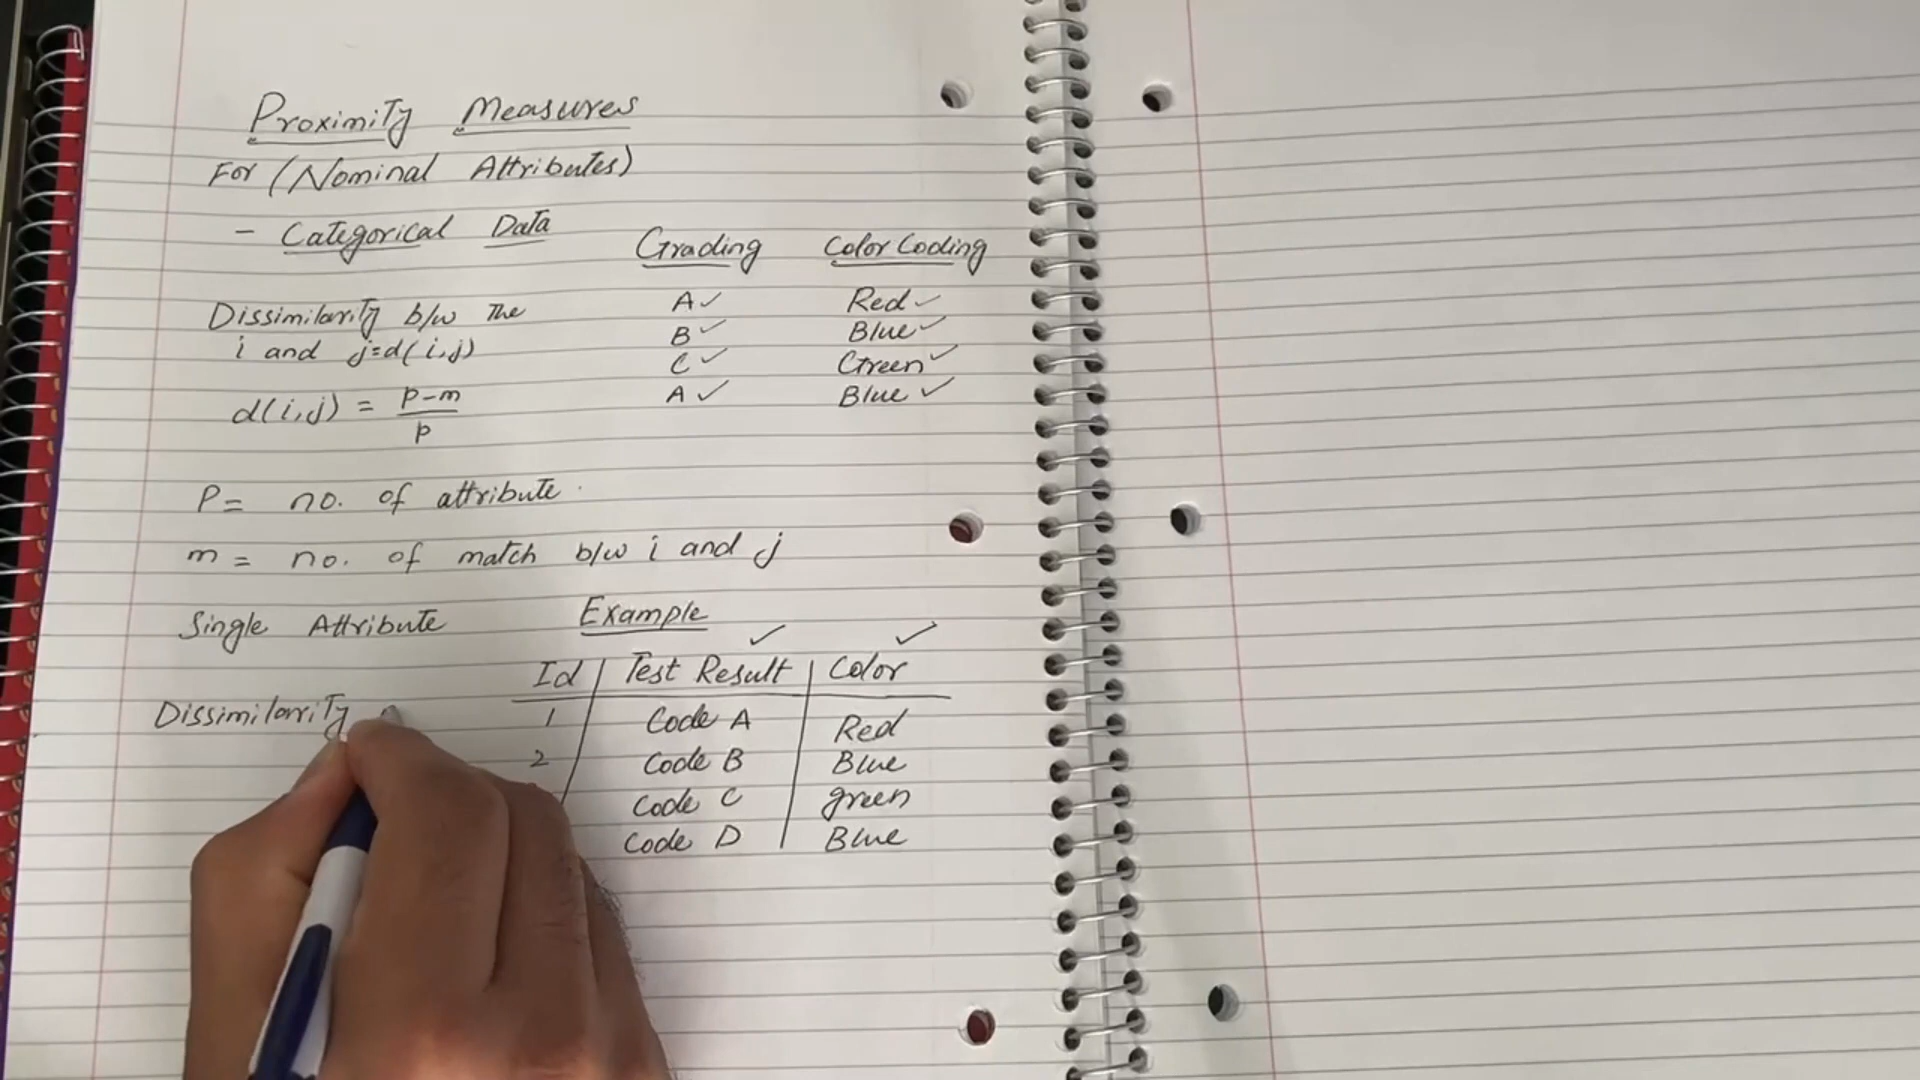 Proximity Measures
For (Nominal Attributes)
- Categorical Data
Grading Color Coding
A ✓ Red ✓
B ✓ Blue ✓
C ✓ Green ✓
A ✓ Blue ✓
Dissimilarity b/w The
i and j = d(i,j)
d(i,j) = p-m
p
P = no. of attribute.
m = no. of match b/w i and j
Single Attribute
Example
✓ ✓
Id Test Result Color
1 Code A Red
2 Code B Blue
Code C green
Code D Blue
Dissimilarity